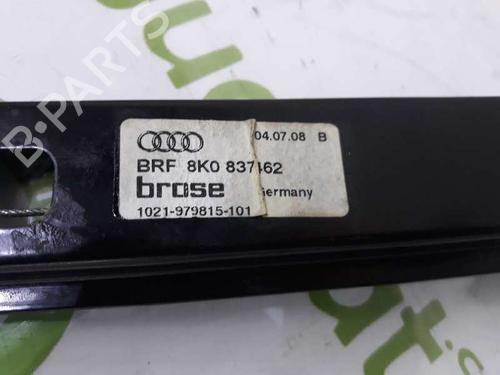 04.07.08 B
BRF 8K0 837462
brose Germany
1021-979815-101
B-PARTS